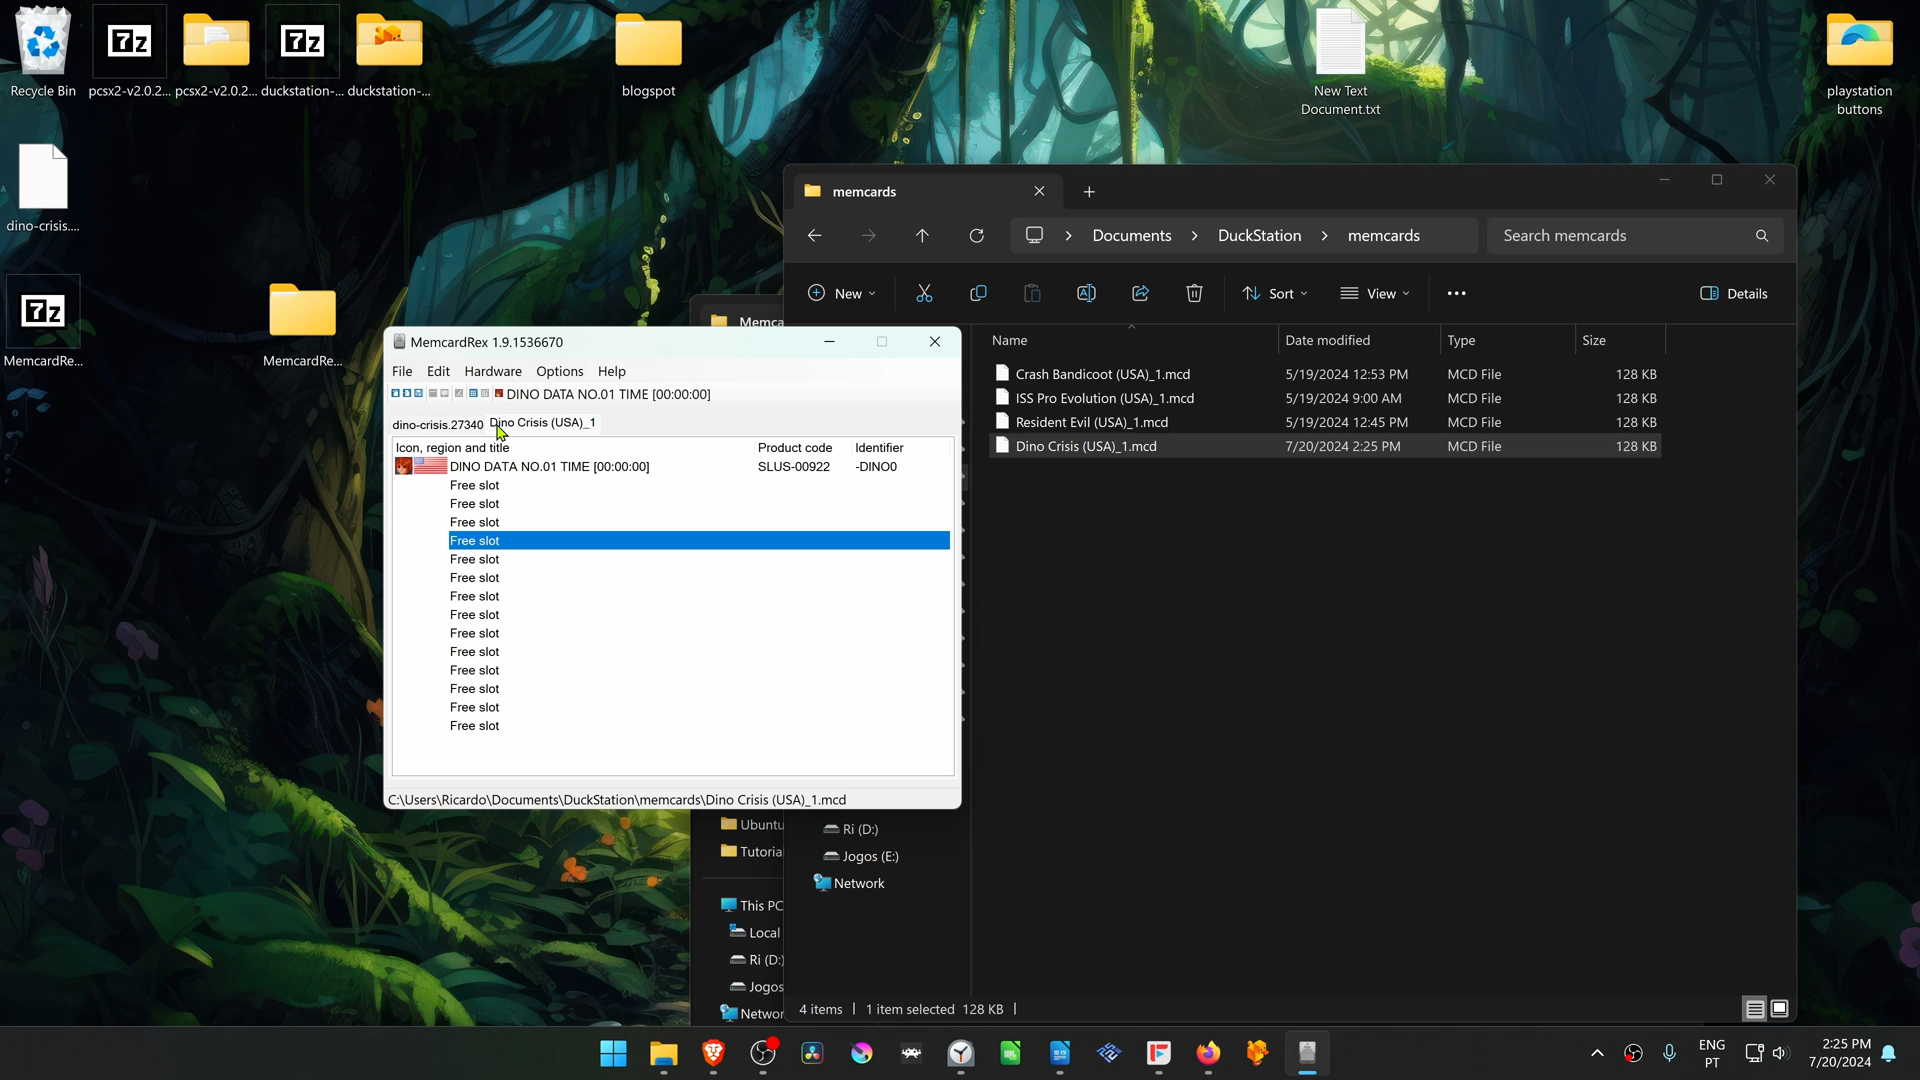 Recycle Bin
pcsx2-v2.0.2...
pcsx2-v2.0.2...
duckstation-...
duckstation-...
blogspot
New Text
Document.txt
playstation
buttons
dino-crisis....
MemcardRe...
MemcardRe...
memcards
Documents
DuckStation
memcards
Search memcards
New
Sort
View
Details
Memca
Name
Date modified
Type
Size
Crash Bandicoot (USA)_1.mcd 5/19/2024 12:53 PM MCD File 128 KB
ISS Pro Evolution (USA)_1.mcd 5/19/2024 9:00 AM MCD File 128 KB
Resident Evil (USA)_1.mcd 5/19/2024 12:45 PM MCD File 128 KB
Dino Crisis (USA)_1.mcd 7/20/2024 2:25 PM MCD File 128 KB
MemcardRex 1.9.1536670
File Edit Hardware Options Help
DINO DATA NO.01 TIME [00:00:00]
dino-crisis.27340 Dino Crisis (USA)_1
Icon, region and title Product code Identifier
DINO DATA NO.01 TIME [00:00:00] SLUS-00922 -DINO0
Free slot
Free slot
Free slot
Free slot
Free slot
Free slot
Free slot
Free slot
Free slot
Free slot
Free slot
Free slot
Free slot
Free slot
C:\Users\Ricardo\Documents\DuckStation\memcards\Dino Crisis (USA)_1.mcd
Ubuntu
Tutoria
This PC
Local
Ri (D:)
Jogos
Networ
Ri (D:)
Jogos (E:)
Network
4 items
1 item selected 128 KB
ENG
PT
2:25 PM
7/20/2024